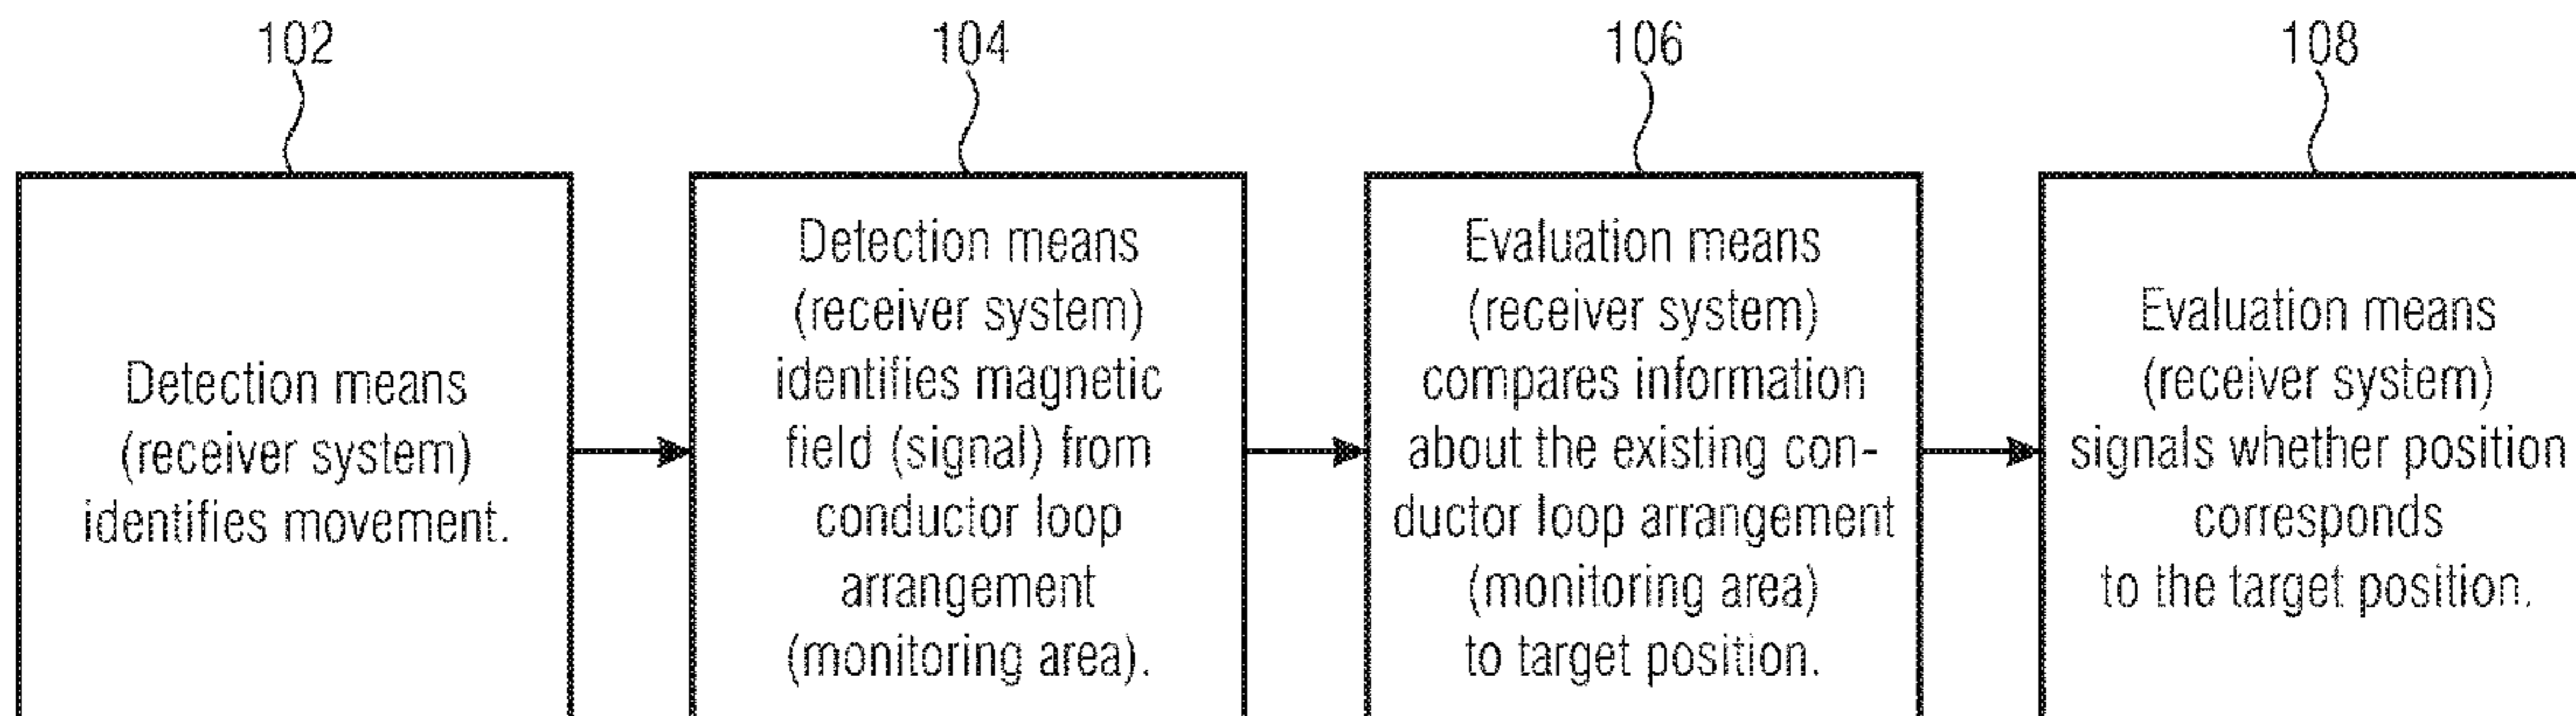 102
104
106
108
Detection means
(receiver system)
identifies movement.
Detection means
(receiver system)
identifies magnetic
field (signal) from
conductor loop
arrangement
(monitoring area).
Evaluation means
(receiver system)
compares information
about the existing con-
ductor loop arrangement
(monitoring area)
to target position.
Evaluation means
(receiver system)
signals whether position
corresponds
to the target position.